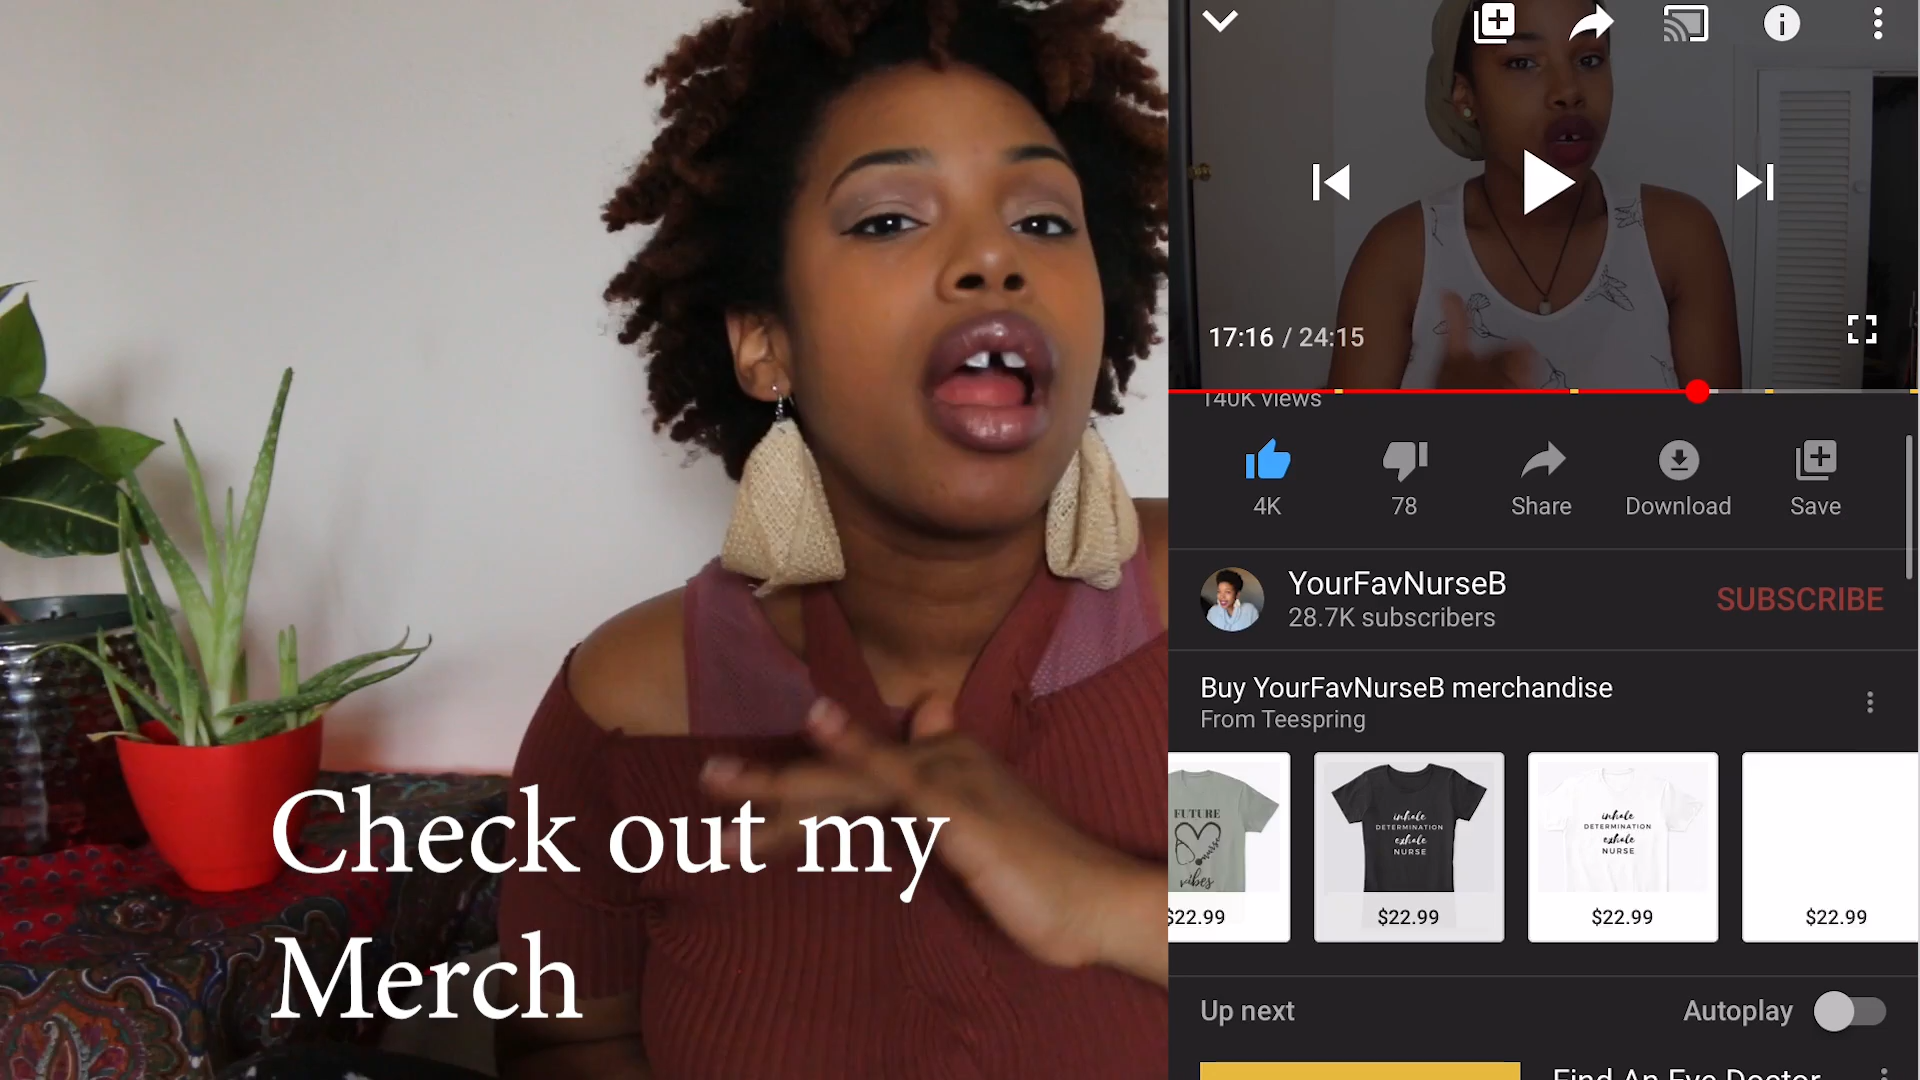 Check out my
Merch
17:16 / 24:15
140K views
4K
78
Share
Download
Save
YourFavNurseB
28.7K subscribers
SUBSCRIBE
Buy YourFavNurseB merchandise
From Teespring
FUTURE
nurse
vibes
$22.99
inhale
DETERMINATION
exhale
NURSE
$22.99
inhale
DETERMINATION
exhale
NURSE
$22.99
$22.99
Up next
Autoplay
Find An Eye Doctor